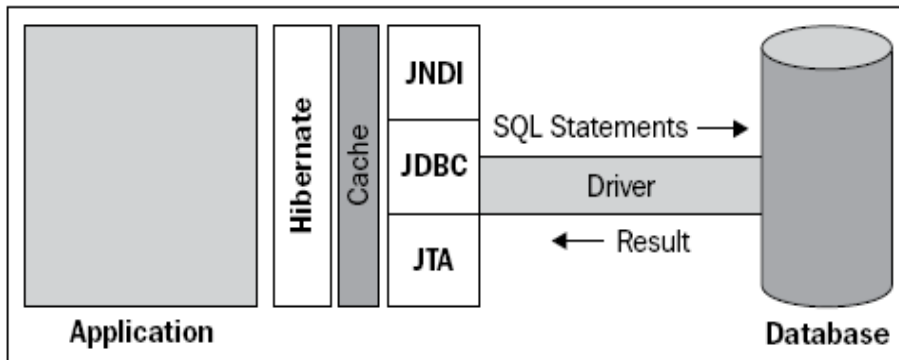 Hibernate
Cache
JNDI
JDBC
JTA
SQL Statements
Driver
Result
Application
Database